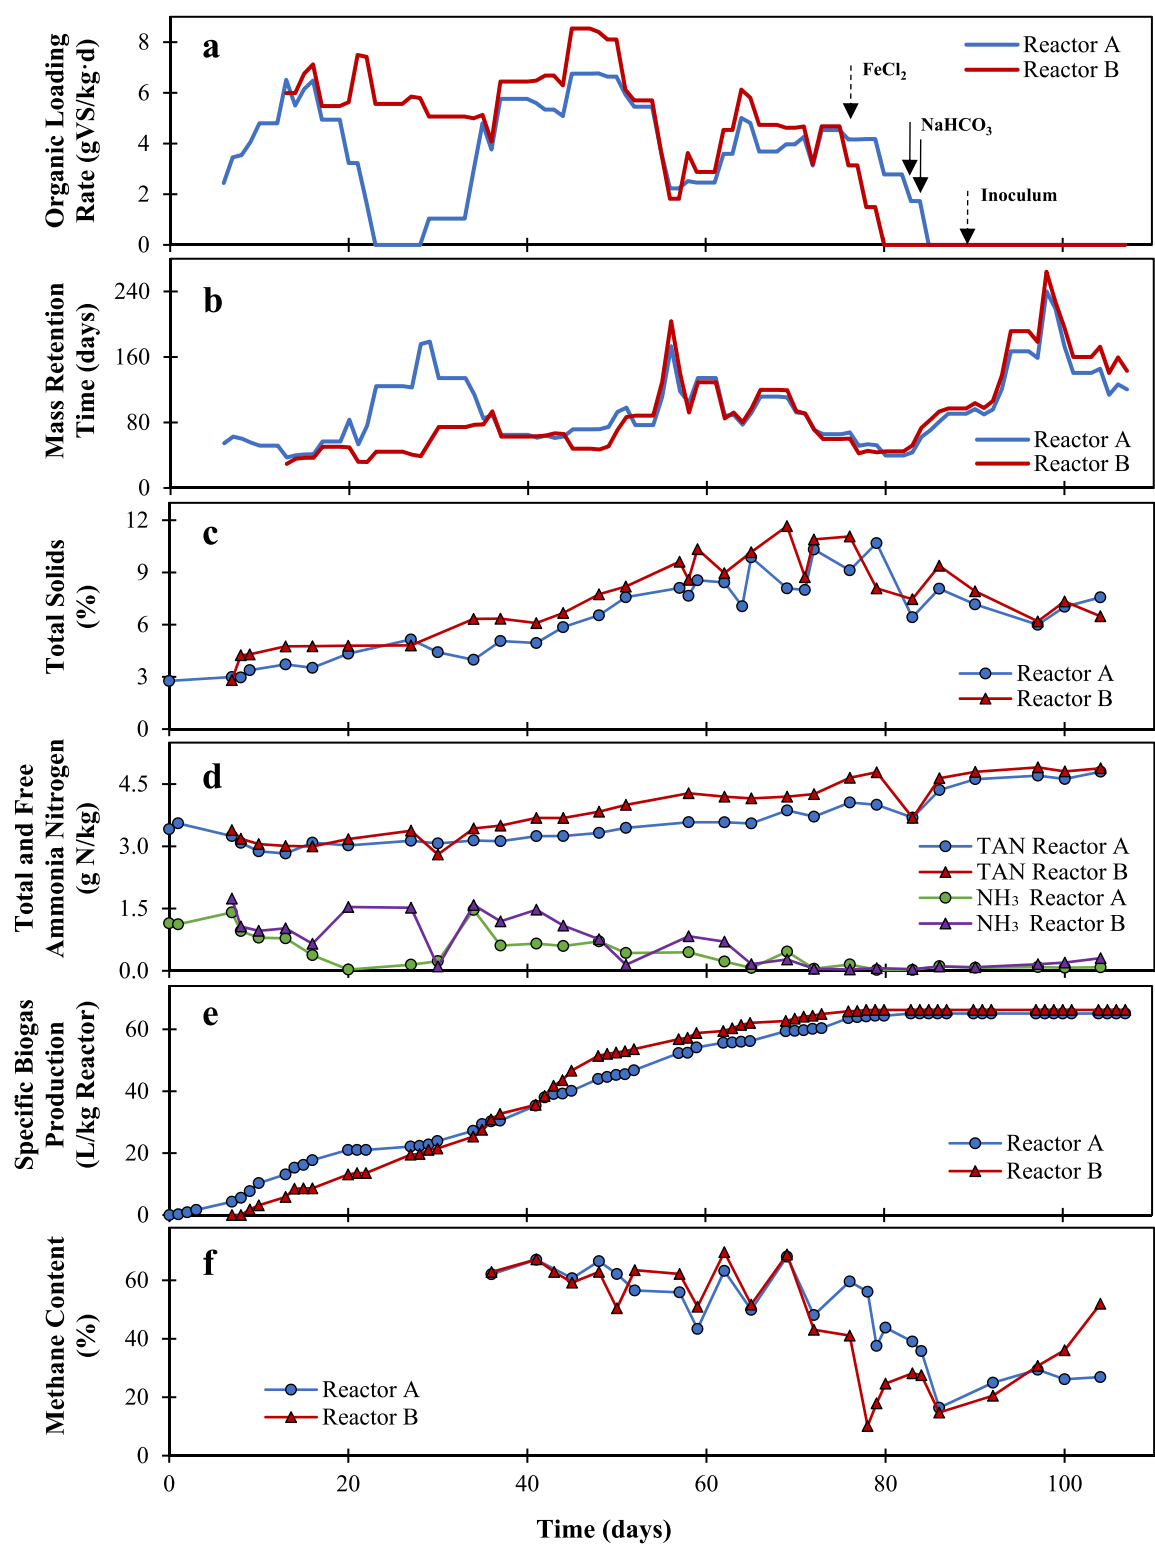 Organic Loading
Rate (gVS/kg·d)
8
6
4
2
0
a
Reactor A
Reactor B
FeCl₂
NaHCO₃
Inoculum
Mass Retention
Time (days)
240
160
80
0
b
Reactor A
Reactor B
Total Solids
(%)
12
9
6
3
0
c
Reactor A
Reactor B
Total and Free
Ammonia Nitrogen
(g N/kg)
4.5
3.0
1.5
0.0
d
TAN Reactor A
TAN Reactor B
NH₃ Reactor A
NH₃ Reactor B
Specific Biogas
Production
(L/kg Reactor)
60
40
20
0
e
Reactor A
Reactor B
Methane Content
(%)
60
40
20
0
f
Reactor A
Reactor B
0 20 40 60 80 100
Time (days)